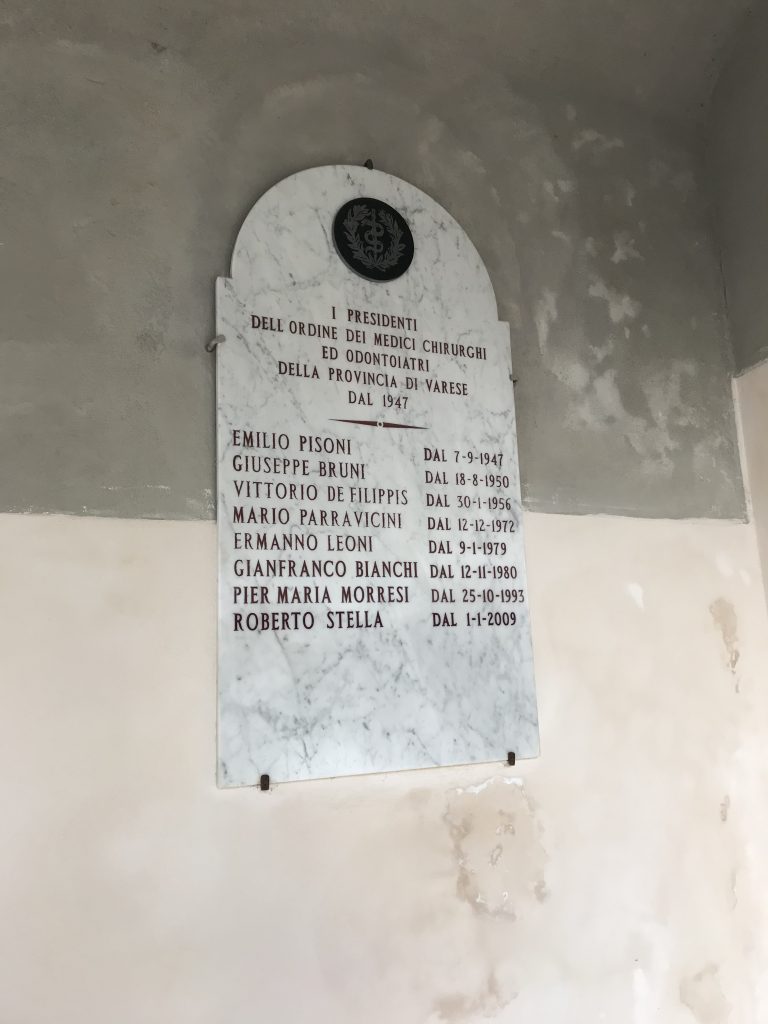 I PRESIDENTI
DELL'ORDINE DEI MEDICI CHIRURGHI
ED ODONTOIATRI
DELLA PROVINCIA DI VARESE
DAL 1947
EMILIO PISONI DAL 7-9-1947
GIUSEPPE BRUNI DAL 18-8-1950
VITTORIO DE FILIPPIS DAL 30-1-1956
MARIO PARRAVICINI DAL 12-12-1972
ERMANNO LEONI DAL 9-1-1979
GIANFRANCO BIANCHI DAL 12-11-1980
PIER MARIA MORRESI DAL 25-10-1993
ROBERTO STELLA DAL 1-1-2009